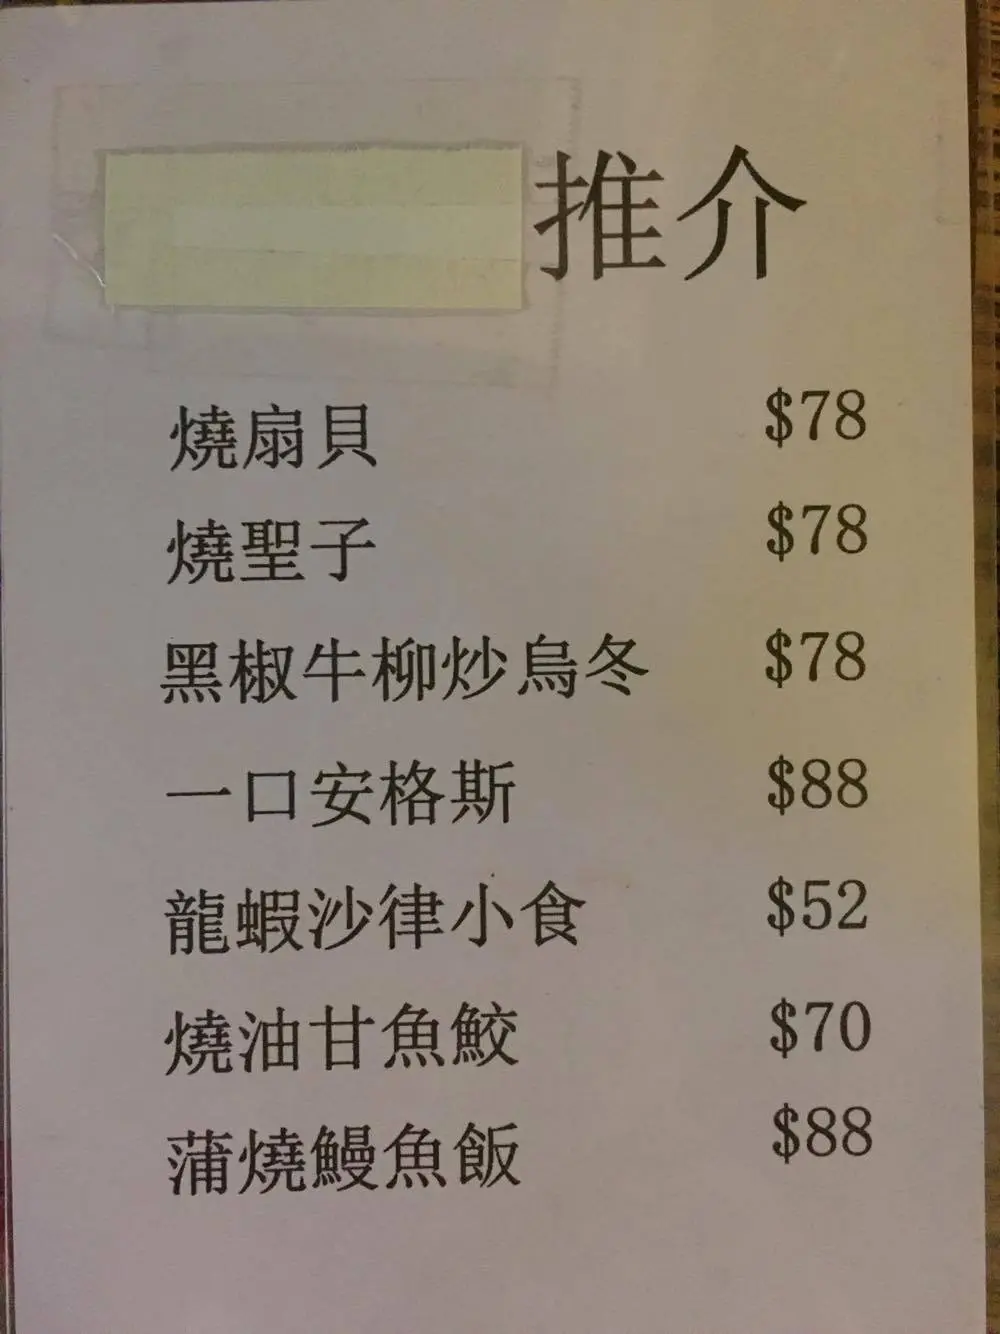 推介
燒扇貝 $78
燒聖子 $78
黑椒牛柳炒烏冬 $78
一口安格斯 $88
龍蝦沙律小食 $52
燒油甘魚鮫 $70
蒲燒鰻魚飯 $88